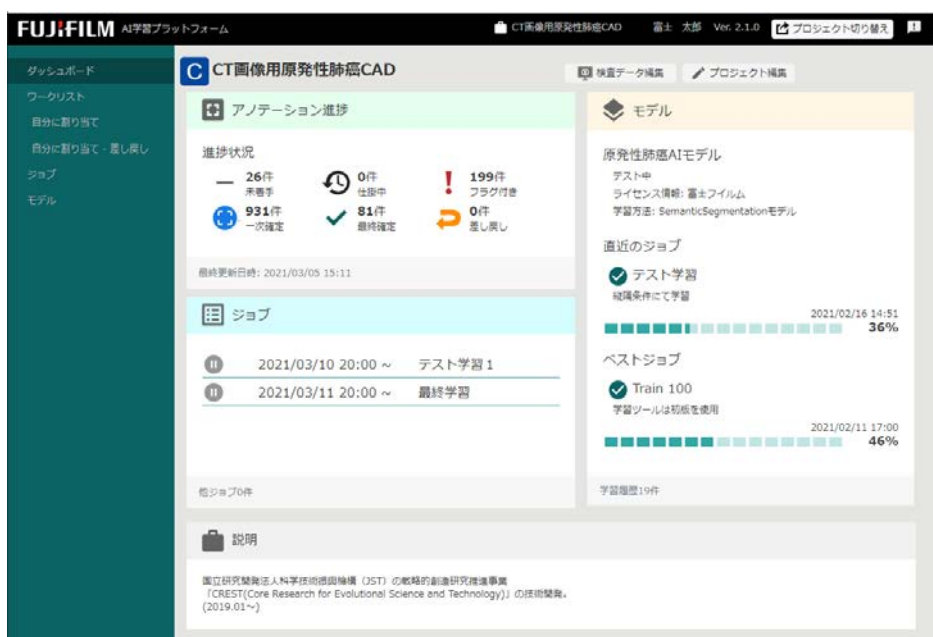 FUJIFILM AI学習プラットフォーム
CT画像用原発性肺癌CAD 富士 太郎 Ver. 2.1.0 プロジェクト切り替え
ダッシュボード
ワークリスト
自分に割り当て
自分に割り当て - 差し戻し
ジョブ
モデル
C CT画像用原発性肺癌CAD
検査データ編集 プロジェクト編集
アノテーション進捗
進捗状況
26件 0件 199件
未着手 仕掛中 フラグ付き
931件 81件 0件
一次確定 最終確定 差し戻し
最終更新日時: 2021/03/05 15:11
ジョブ
2021/03/10 20:00 ~ テスト学習1
2021/03/11 20:00 ~ 最終学習
他ジョブ0件
モデル
原発性肺癌AIモデル
テスト中
ライセンス情報: 富士フイルム
学習方法: SemanticSegmentationモデル
直近のジョブ
テスト学習
縦隔条件にて学習
2021/02/16 14:51
36%
ベストジョブ
Train 100
学習ツールは初版を使用
2021/02/11 17:00
46%
学習履歴19件
説明
国立研究開発法人科学技術振興機構（JST）の戦略的創造研究推進事業
「CREST(Core Research for Evolutional Science and Technology)」の技術開発。
(2019.01~)